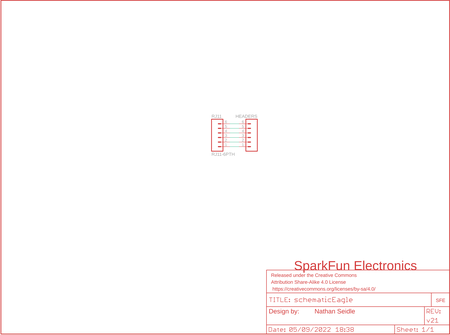 RJ11
HEADERS
RJ11-6PTH
SparkFun Electronics
Released under the Creative Commons
Attribution Share-Alike 4.0 License
https://creativecommons.org/licenses/by-sa/4.0/
TITLE: schematicEagle
SFE
Design by: Nathan Seidle
REV:
v21
Date: 05/09/2022 18:38
Sheet: 1/1